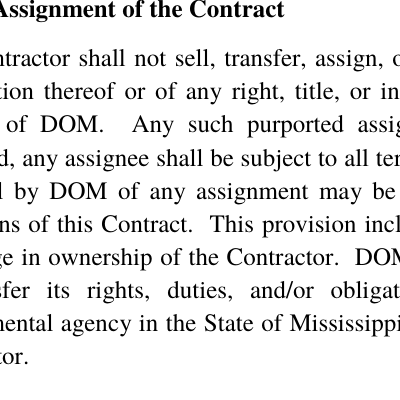 Assignment of the Contract
ntractor shall not sell, transfer, assign, o
tion thereof or of any right, title, or in
of DOM. Any such purported assig
d, any assignee shall be subject to all ter
l by DOM of any assignment may be
ns of this Contract. This provision incl
ge in ownership of the Contractor. DOM
sfer its rights, duties, and/or obligat
mental agency in the State of Mississippi
tor.